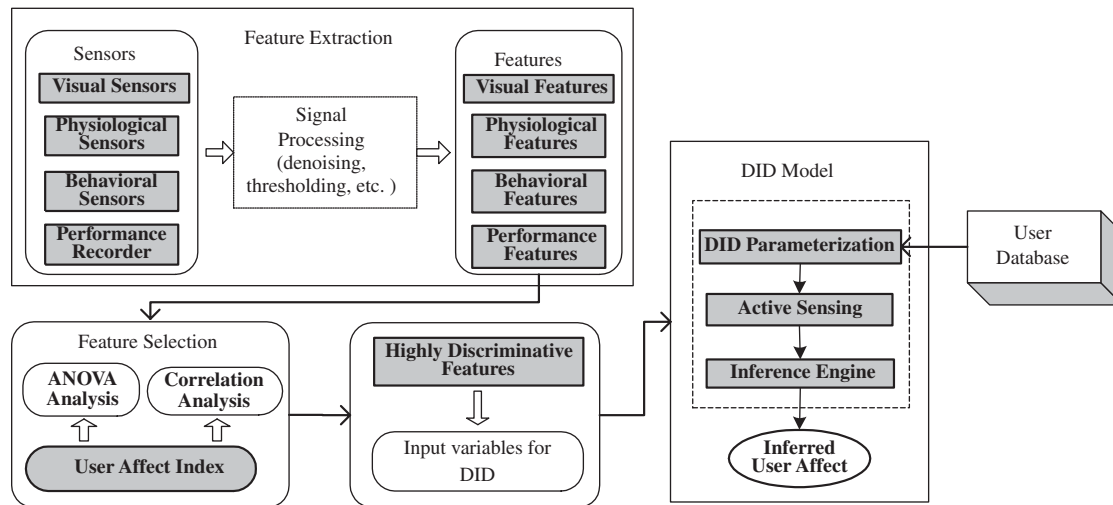 Feature Extraction
Sensors
Visual Sensors
Physiological
Sensors
Behavioral
Sensors
Performance
Recorder
Signal
Processing
(denoising,
thresholding, etc. )
Features
Visual Features
Physiological
Features
Behavioral
Features
Performance
Features
Feature Selection
ANOVA
Analysis
Correlation
Analysis
User Affect Index
Highly Discriminative
Features
Input variables for
DID
DID Model
DID Parameterization
Active Sensing
Inference Engine
Inferred
User Affect
User
Database